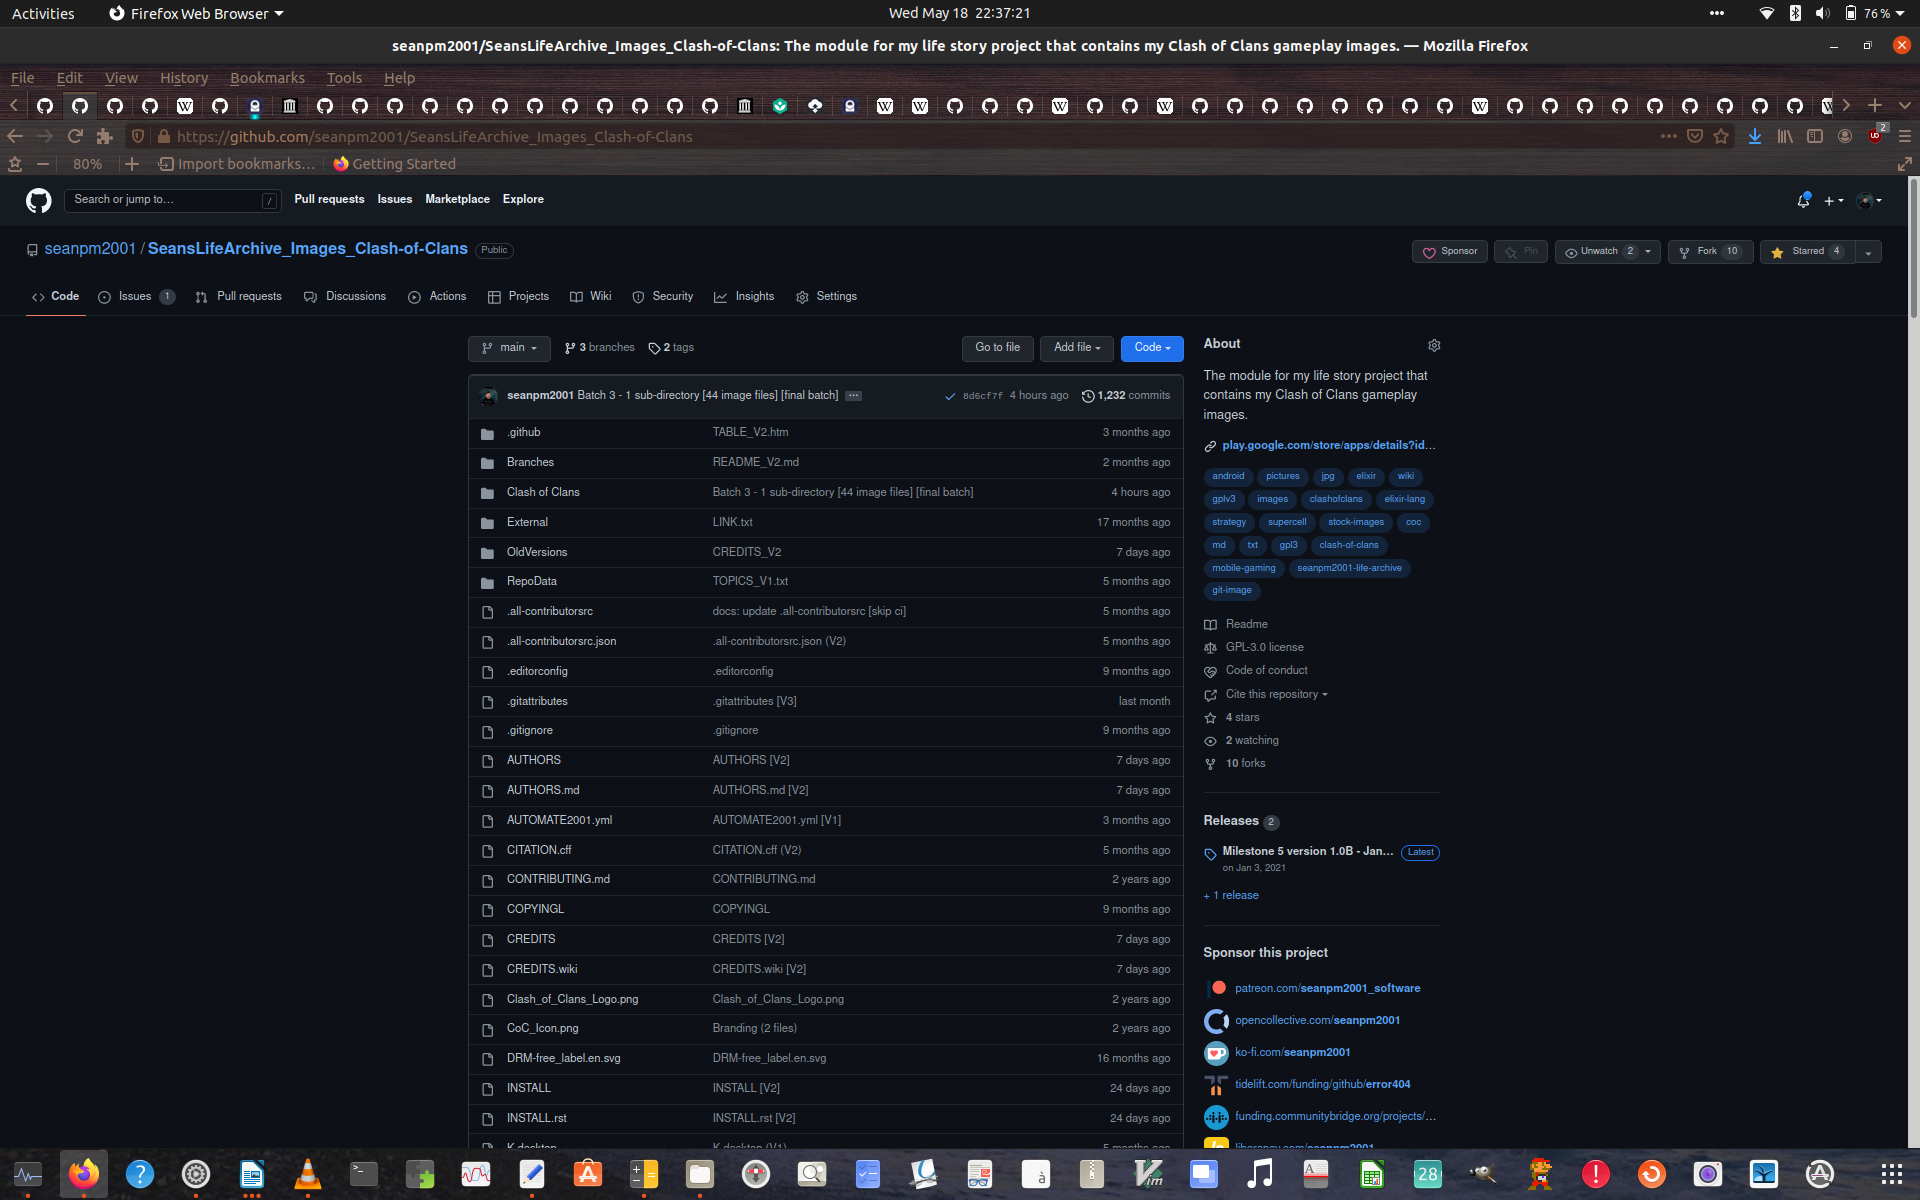 Activities Firefox Web Browser Wed May 18 22:37:21 76 %
seanpm2001/SeansLifeArchive_Images_Clash-of-Clans: The module for my life story project that contains my Clash of Clans gameplay images. — Mozilla Firefox
File Edit View History Bookmarks Tools Help
https://github.com/seanpm2001/SeansLifeArchive_Images_Clash-of-Clans 2
80% Import bookmarks... Getting Started
Search or jump to... / Pull requests Issues Marketplace Explore
seanpm2001 / SeansLifeArchive_Images_Clash-of-Clans Public Sponsor Pin Unwatch 2 Fork 10 Starred 4
Code Issues 1 Pull requests Discussions Actions Projects Wiki Security Insights Settings
main 3 branches 2 tags Go to file Add file Code
seanpm2001 Batch 3 - 1 sub-directory [44 image files] [final batch] ... 8d6cf7f 4 hours ago 1,232 commits
.github TABLE_V2.htm 3 months ago
Branches README_V2.md 2 months ago
Clash of Clans Batch 3 - 1 sub-directory [44 image files] [final batch] 4 hours ago
External LINK.txt 17 months ago
OldVersions CREDITS_V2 7 days ago
RepoData TOPICS_V1.txt 5 months ago
.all-contributorsrc docs: update .all-contributorsrc [skip ci] 5 months ago
.all-contributorsrc.json .all-contributorsrc.json (V2) 5 months ago
.editorconfig .editorconfig 9 months ago
.gitattributes .gitattributes [V3] last month
.gitignore .gitignore 9 months ago
AUTHORS AUTHORS [V2] 7 days ago
AUTHORS.md AUTHORS.md [V2] 7 days ago
AUTOMATE2001.yml AUTOMATE2001.yml [V1] 3 months ago
CITATION.cff CITATION.cff (V2) 5 months ago
CONTRIBUTING.md CONTRIBUTING.md 2 years ago
COPYINGL COPYINGL 9 months ago
CREDITS CREDITS [V2] 7 days ago
CREDITS.wiki CREDITS.wiki [V2] 7 days ago
Clash_of_Clans_Logo.png Clash_of_Clans_Logo.png 2 years ago
CoC_Icon.png Branding (2 files) 2 years ago
DRM-free_label.en.svg DRM-free_label.en.svg 16 months ago
INSTALL INSTALL [V2] 24 days ago
INSTALL.rst INSTALL.rst [V2] 24 days ago
K.desktop K.desktop (V1) 5 months ago
About
The module for my life story project that
contains my Clash of Clans gameplay
images.
play.google.com/store/apps/details?id...
android pictures jpg elixir wiki
gplv3 images clashofclans elixir-lang
strategy supercell stock-images coc
md txt gpl3 clash-of-clans
mobile-gaming seanpm2001-life-archive
git-image
Readme
GPL-3.0 license
Code of conduct
Cite this repository
4 stars
2 watching
10 forks
Releases 2
Milestone 5 version 1.0B - Jan... Latest
on Jan 3, 2021
+ 1 release
Sponsor this project
patreon.com/seanpm2001_software
opencollective.com/seanpm2001
ko-fi.com/seanpm2001
tidelift.com/funding/github/error404
funding.communitybridge.org/projects/...
liberapay.com/seanpm2001
28